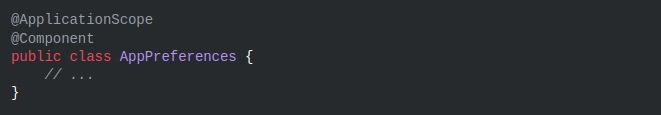 @ApplicationScope
@Component
public class AppPreferences {
    // ...
}